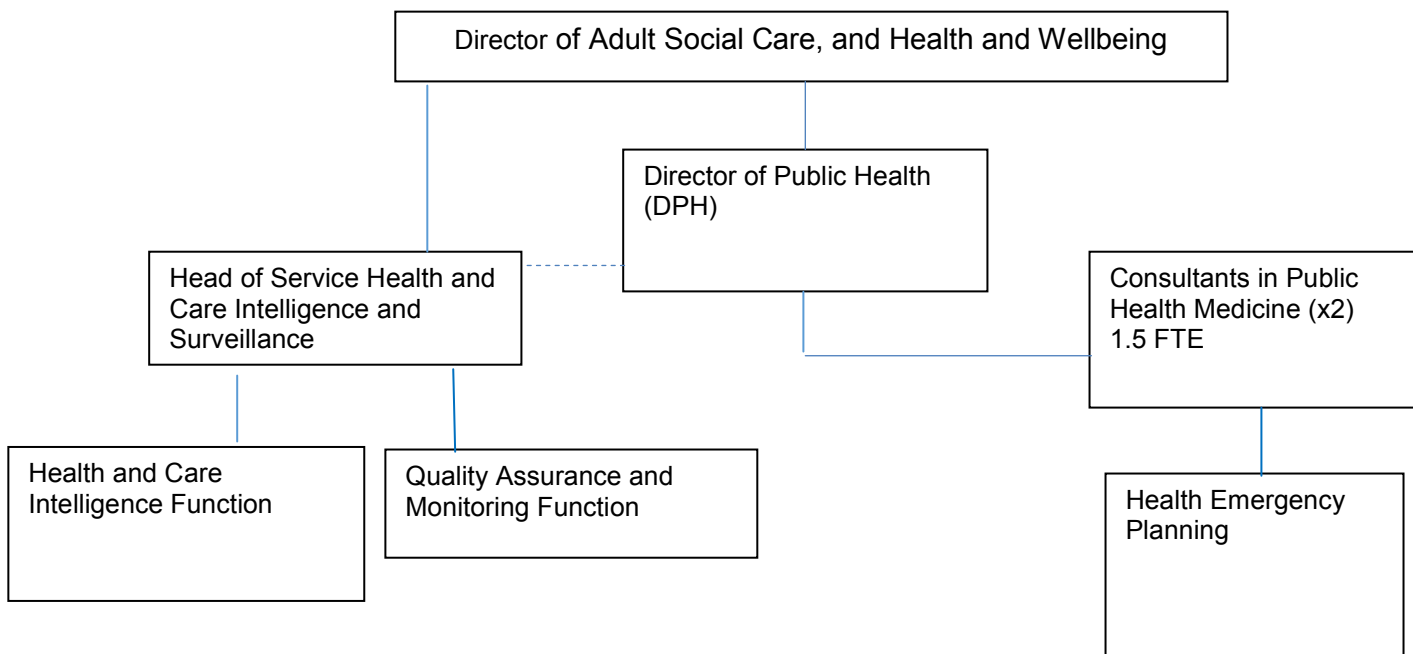 Director of Adult Social Care, and Health and Wellbeing
Director of Public Health
(DPH)
Head of Service Health and
Care Intelligence and
Surveillance
Consultants in Public
Health Medicine (x2)
1.5 FTE
Health and Care
Intelligence Function
Quality Assurance and
Monitoring Function
Health Emergency
Planning